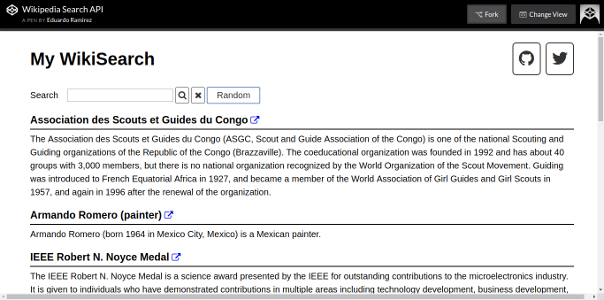 Wikipedia Search API
A PEN BY Eduardo Ramirez
Fork
Change View
My WikiSearch
Search
Random
Association des Scouts et Guides du Congo
The Association des Scouts et Guides du Congo (ASGC, Scout and Guide Association of the Congo) is one of the national Scouting and
Guiding organizations of the Republic of the Congo (Brazzaville). The coeducational organization was founded in 1992 and has about 40
groups with 3,000 members, but there is no national organization recognized by the World Organization of the Scout Movement. Guiding
was introduced to French Equatorial Africa in 1927, and became a member of the World Association of Girl Guides and Girl Scouts in
1957, and again in 1996 after the renewal of the organization.
Armando Romero (painter)
Armando Romero (born 1964 in Mexico City, Mexico) is a Mexican painter.
IEEE Robert N. Noyce Medal
The IEEE Robert N. Noyce Medal is a science award presented by the IEEE for outstanding contributions to the microelectronics industry.
It is given to individuals who have demonstrated contributions in multiple areas including technology development, business development,